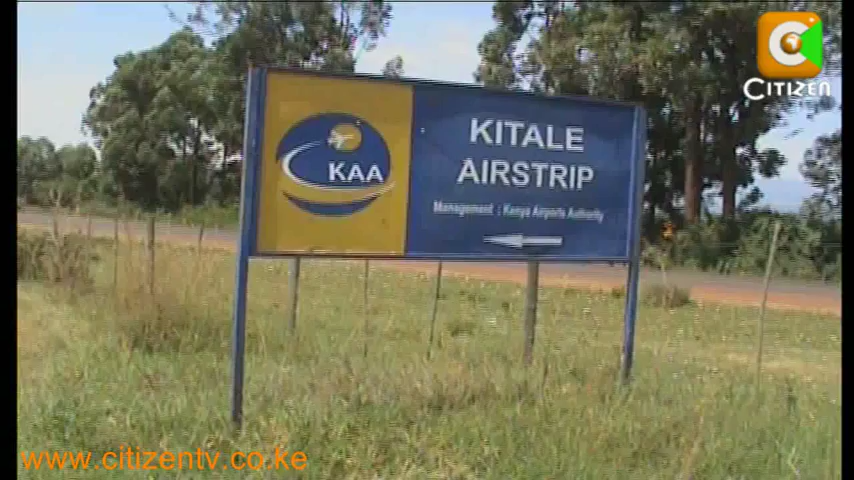 CITIZEN
KAA
KITALE
AIRSTRIP
Management : Kenya Airports Authority
www.citizentv.co.ke